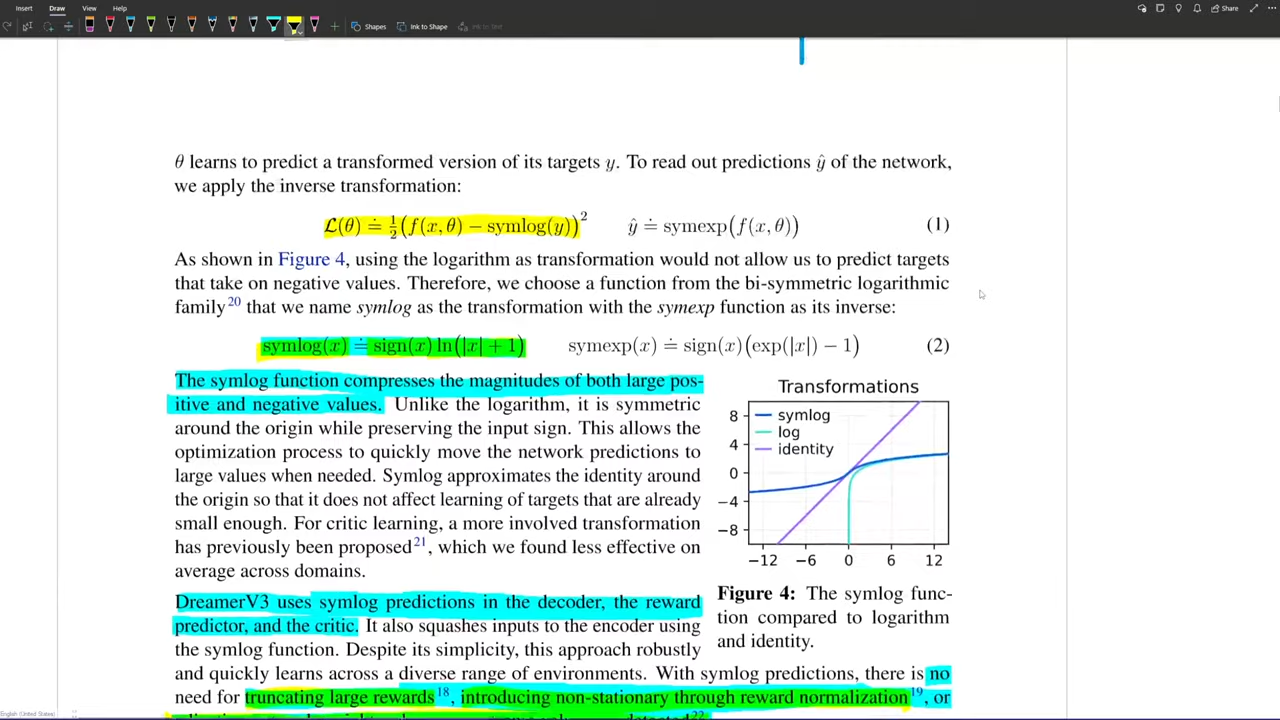 Insert Draw View Help
Share
Shapes Ink to Shape Ink to Text
θ learns to predict a transformed version of its targets y. To read out predictions ŷ of the network,
we apply the inverse transformation:
ℒ(θ) ≐ ½(f(x, θ) − symlog(y))² ŷ ≐ symexp(f(x, θ)) (1)
As shown in Figure 4, using the logarithm as transformation would not allow us to predict targets
that take on negative values. Therefore, we choose a function from the bi-symmetric logarithmic
family²⁰ that we name symlog as the transformation with the symexp function as its inverse:
symlog(x) ≐ sign(x) ln(|x| + 1) symexp(x) ≐ sign(x)(exp(|x|) − 1) (2)
The symlog function compresses the magnitudes of both large pos-
itive and negative values. Unlike the logarithm, it is symmetric
around the origin while preserving the input sign. This allows the
optimization process to quickly move the network predictions to
large values when needed. Symlog approximates the identity around
the origin so that it does not affect learning of targets that are already
small enough. For critic learning, a more involved transformation
has previously been proposed²¹, which we found less effective on
average across domains.
Transformations
8
4
0
−4
−8
symlog
log
identity
−12 −6 0 6 12
Figure 4: The symlog func-
tion compared to logarithm
and identity.
DreamerV3 uses symlog predictions in the decoder, the reward
predictor, and the critic. It also squashes inputs to the encoder using
the symlog function. Despite its simplicity, this approach robustly
and quickly learns across a diverse range of environments. With symlog predictions, there is no
need for truncating large rewards¹⁸, introducing non-stationary through reward normalization¹⁹, or
English (United States)